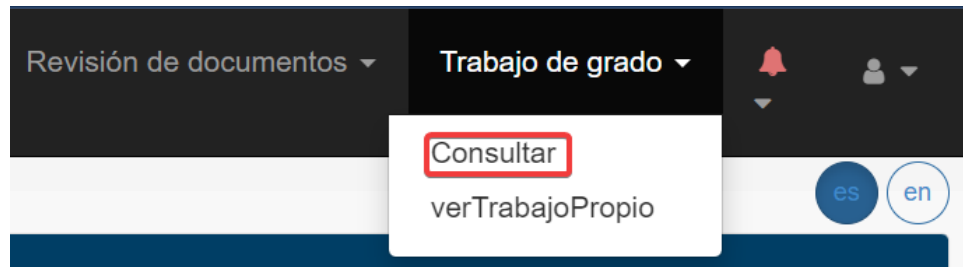 Revisión de documentos
Trabajo de grado
Consultar
verTrabajoPropio
es
en